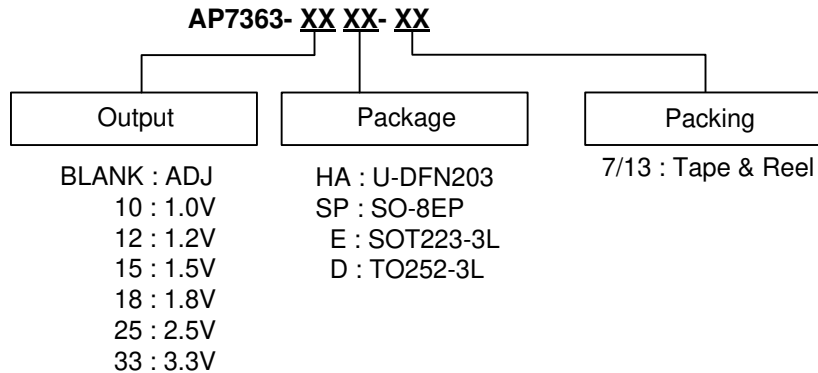 AP7363- XX XX- XX
Output
BLANK : ADJ
10 : 1.0V
12 : 1.2V
15 : 1.5V
18 : 1.8V
25 : 2.5V
33 : 3.3V
Package
HA : U-DFN203
SP : SO-8EP
E : SOT223-3L
D : TO252-3L
Packing
7/13 : Tape & Reel